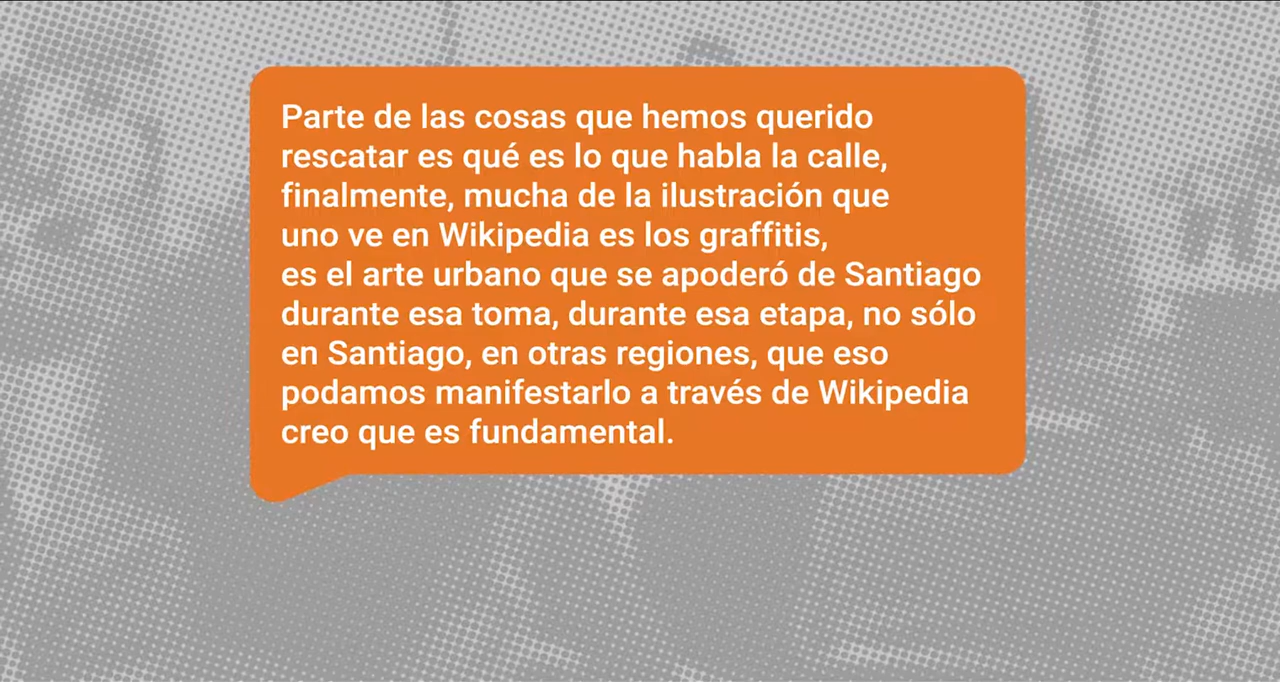 Parte de las cosas que hemos querido
rescatar es qué es lo que habla la calle,
finalmente, mucha de la ilustración que
uno ve en Wikipedia es los graffitis,
es el arte urbano que se apoderó de Santiago
durante esa toma, durante esa etapa, no sólo
en Santiago, en otras regiones, que eso
podamos manifestarlo a través de Wikipedia
creo que es fundamental.